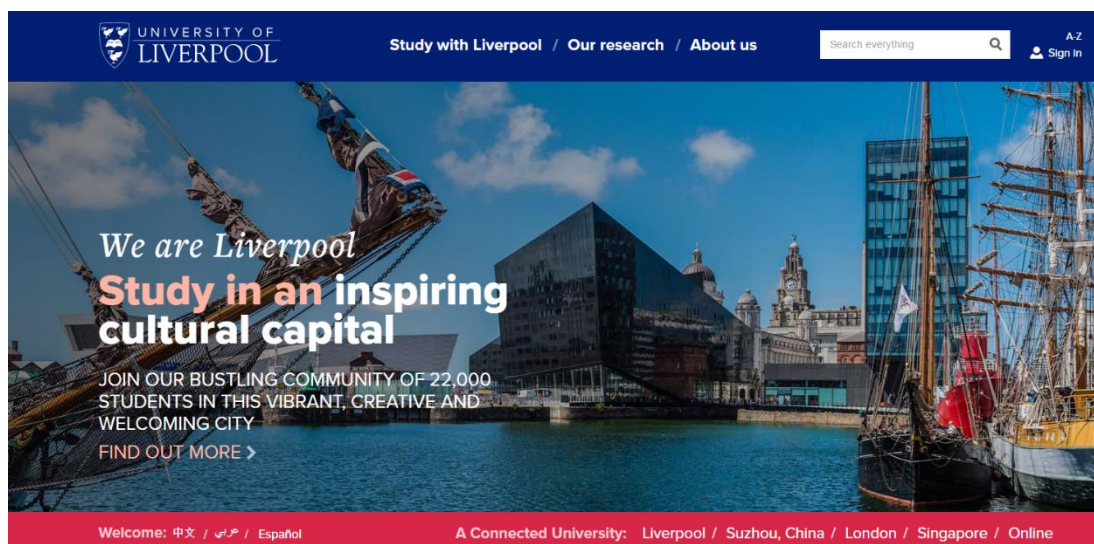 UNIVERSITY OF
LIVERPOOL
Study with Liverpool / Our research / About us
Search everything
A-Z
Sign In
We are Liverpool
Study in an inspiring
cultural capital
JOIN OUR BUSTLING COMMUNITY OF 22,000
STUDENTS IN THIS VIBRANT, CREATIVE AND
WELCOMING CITY
FIND OUT MORE >
Welcome: 中文 / عربي / Español
A Connected University: Liverpool / Suzhou, China / London / Singapore / Online